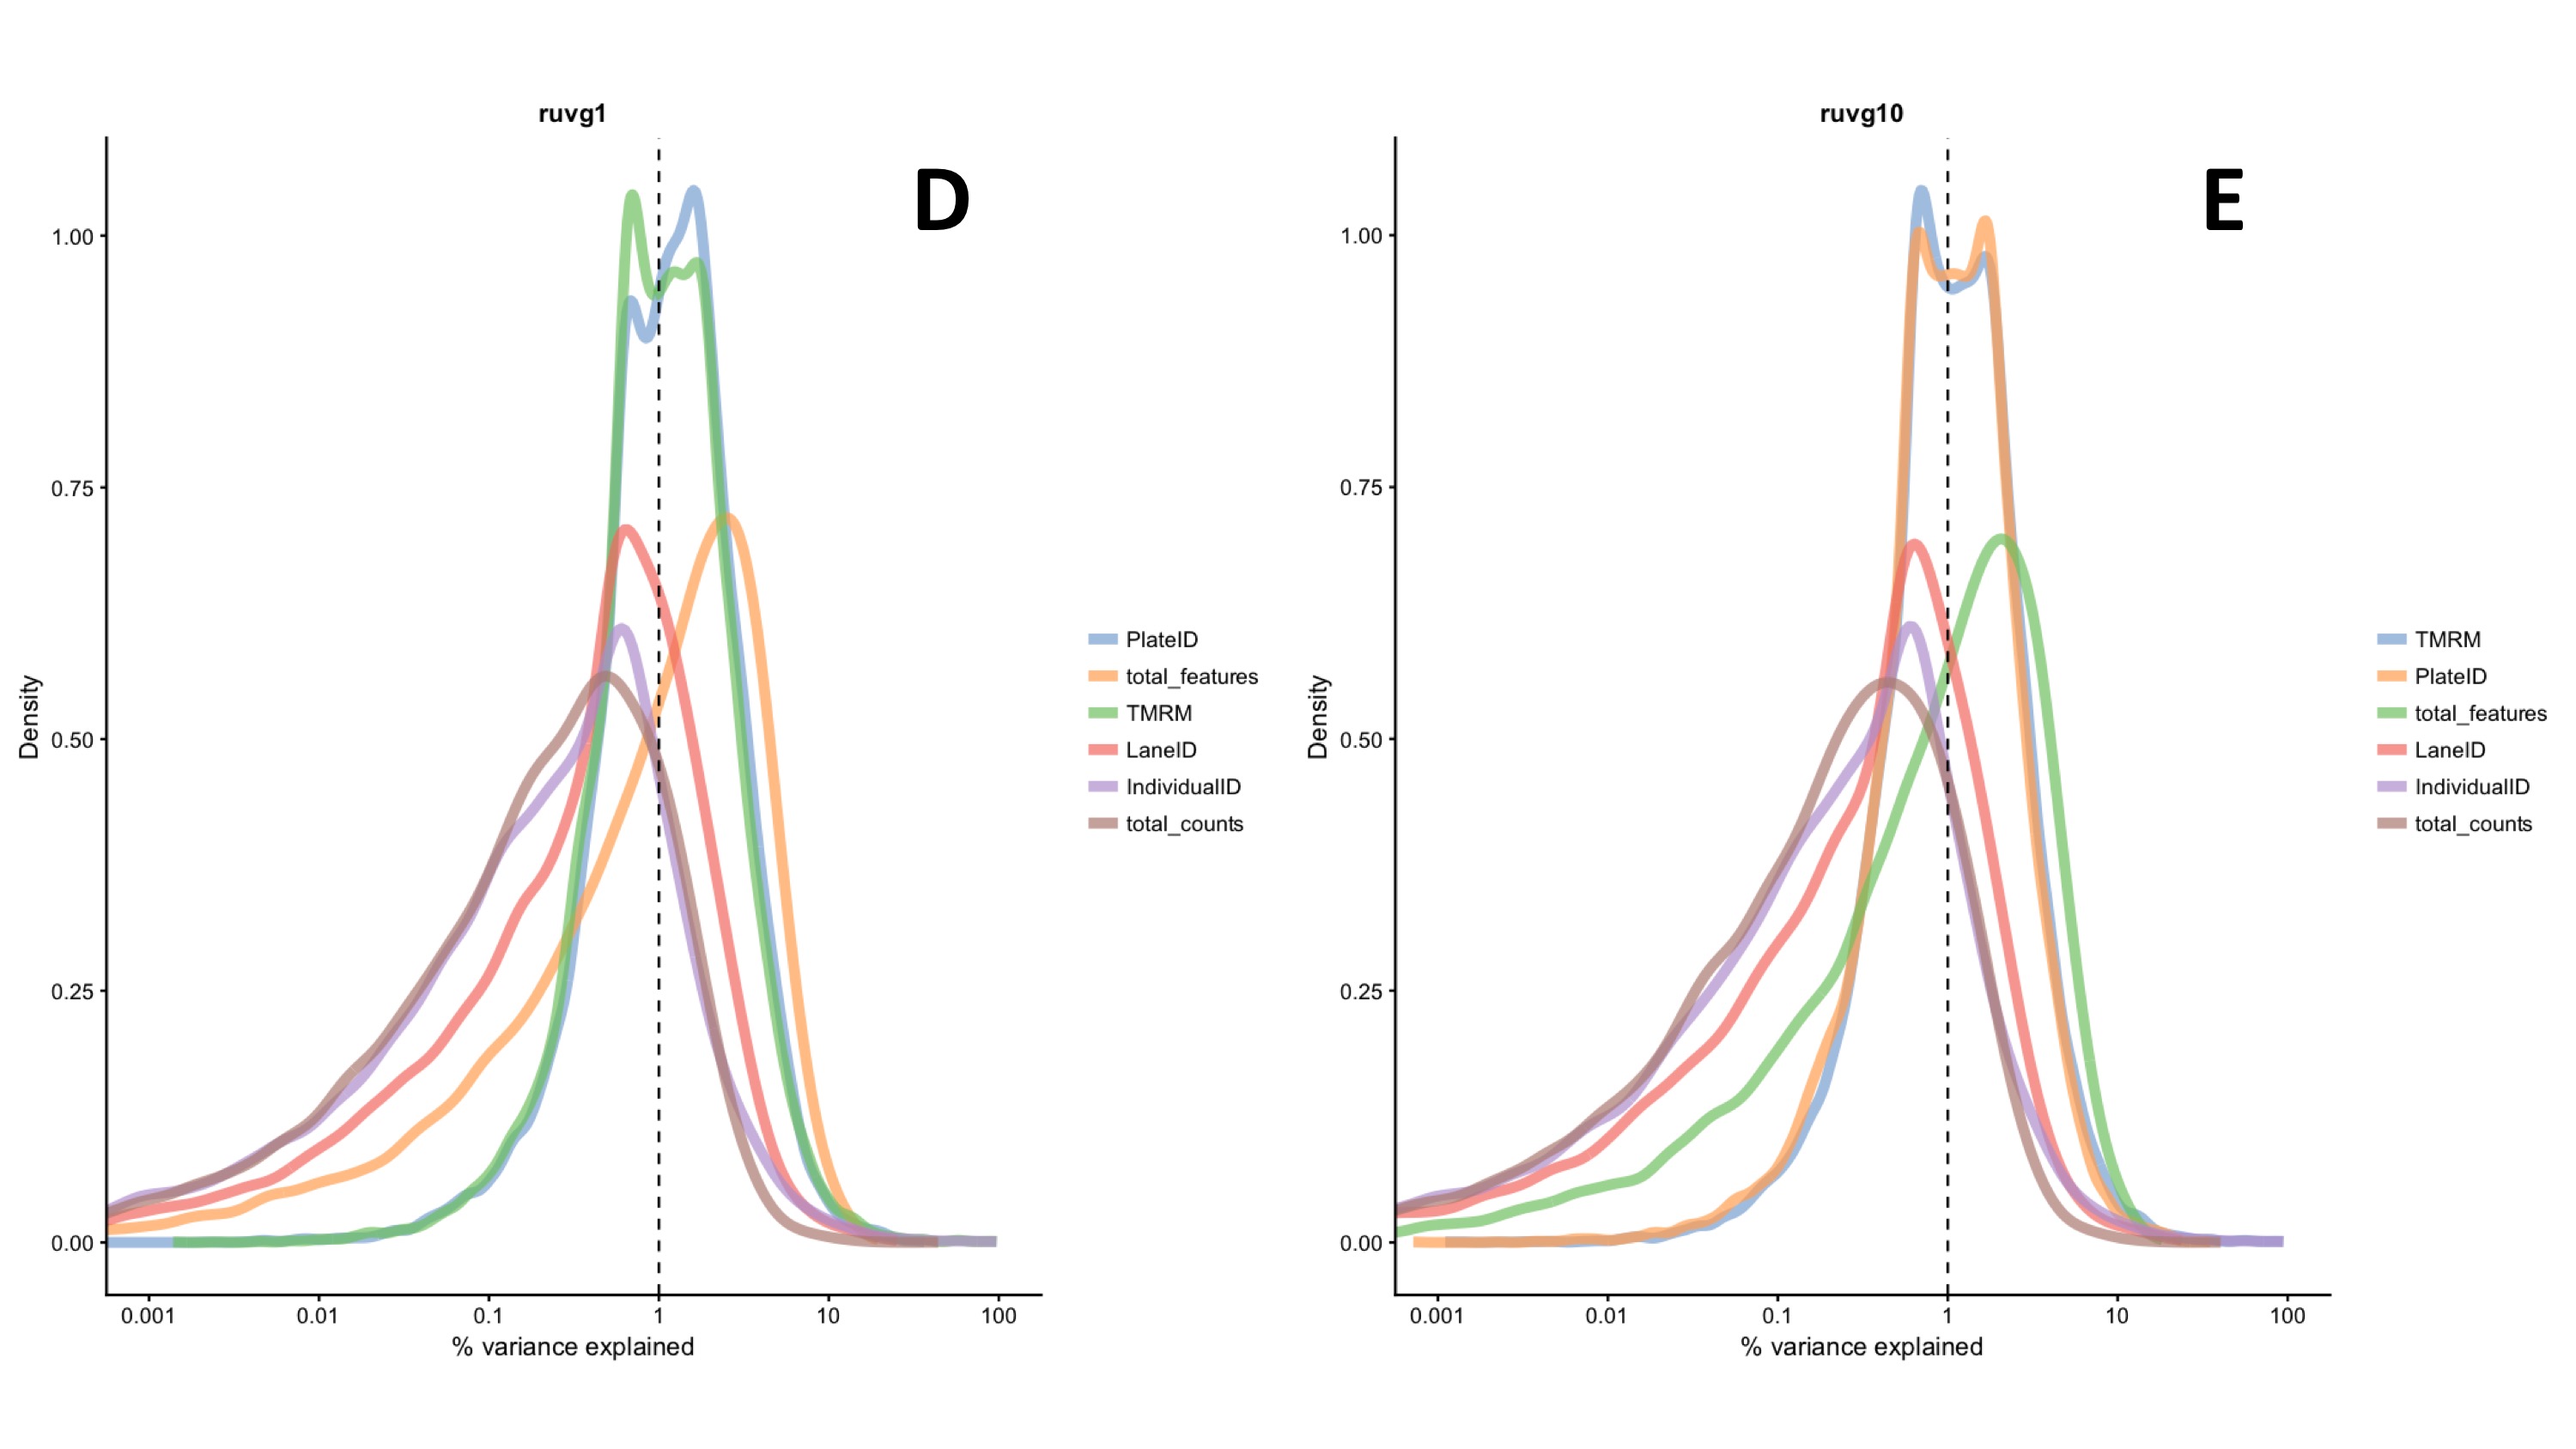 ruvg1
D
1.00
0.75
0.50
0.25
0.00
Density
0.001 0.01 0.1 1 10 100
% variance explained
PlateID
total_features
TMRM
LaneID
IndividualID
total_counts
ruvg10
E
1.00
0.75
0.50
0.25
0.00
Density
0.001 0.01 0.1 1 10 100
% variance explained
TMRM
PlateID
total_features
LaneID
IndividualID
total_counts